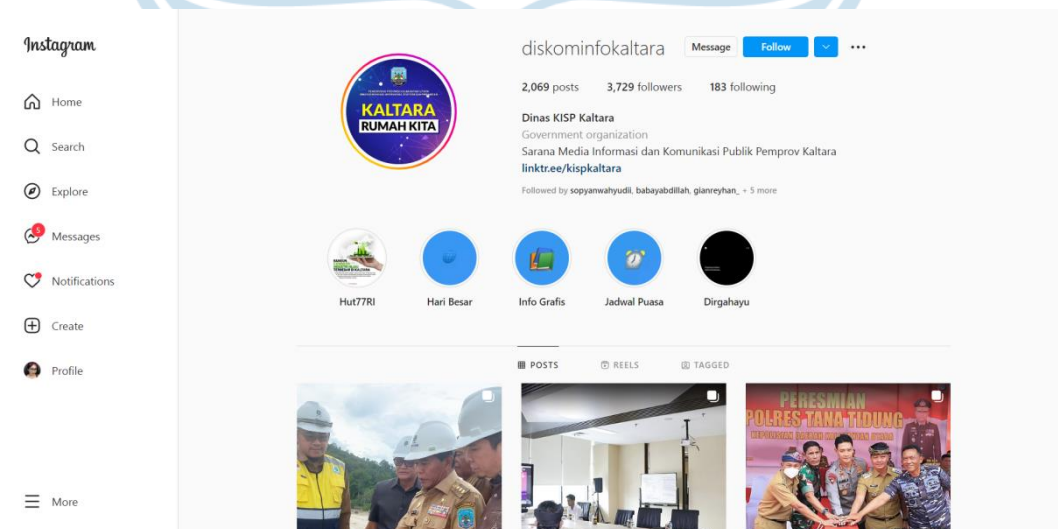 Instagram
Home
Search
Explore
5
Messages
Notifications
Create
Profile
More
diskominfokaltara Message Follow
2,069 posts 3,729 followers 183 following
Dinas KISP Kaltara
Government organization
Sarana Media Informasi dan Komunikasi Publik Pemprov Kaltara
linktr.ee/kispkaltara
Followed by sopyanwahyudii, babayabdillah, gianreyhan_ + 5 more
KALTARA
RUMAH KITA
Hut77RI Hari Besar Info Grafis Jadwal Puasa Dirgahayu
POSTS REELS TAGGED
PERESMIAN
POLRES TANA TIDUNG